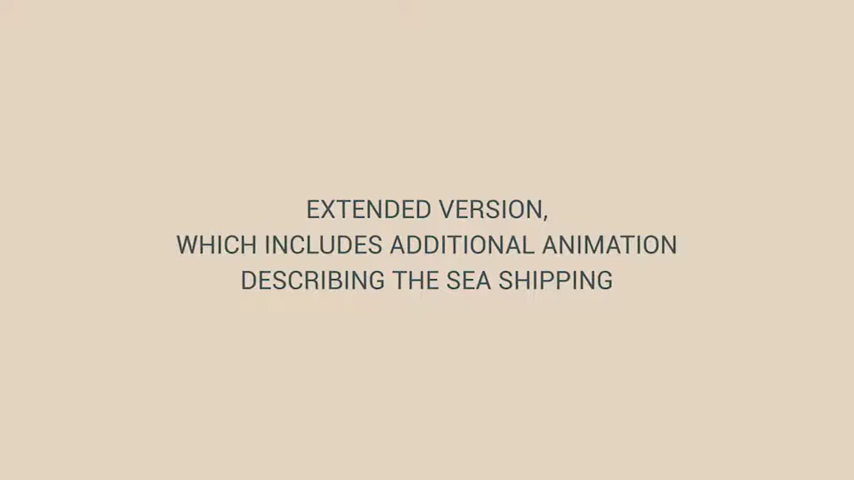 EXTENDED VERSION,
WHICH INCLUDES ADDITIONAL ANIMATION
DESCRIBING THE SEA SHIPPING